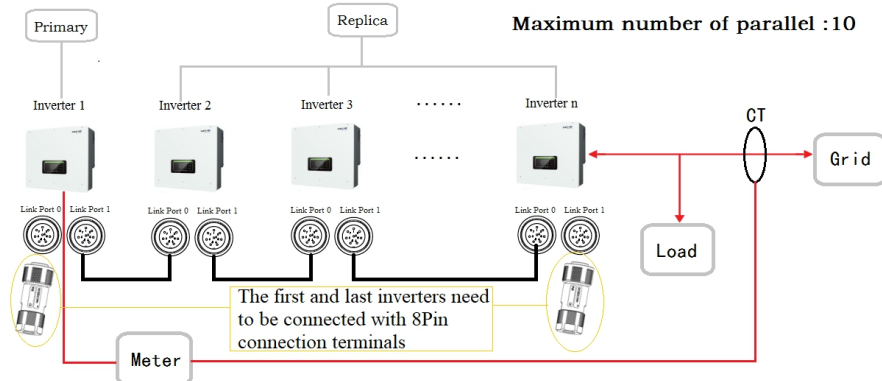 Primary
Replica
Maximum number of parallel :10
Inverter 1
Inverter 2
Inverter 3
......
Inverter n
......
CT
Grid
Load
Link Port 0
Link Port 1
Link Port 0
Link Port 1
Link Port 0
Link Port 1
Link Port 0
Link Port 1
The first and last inverters need
to be connected with 8Pin
connection terminals
Meter